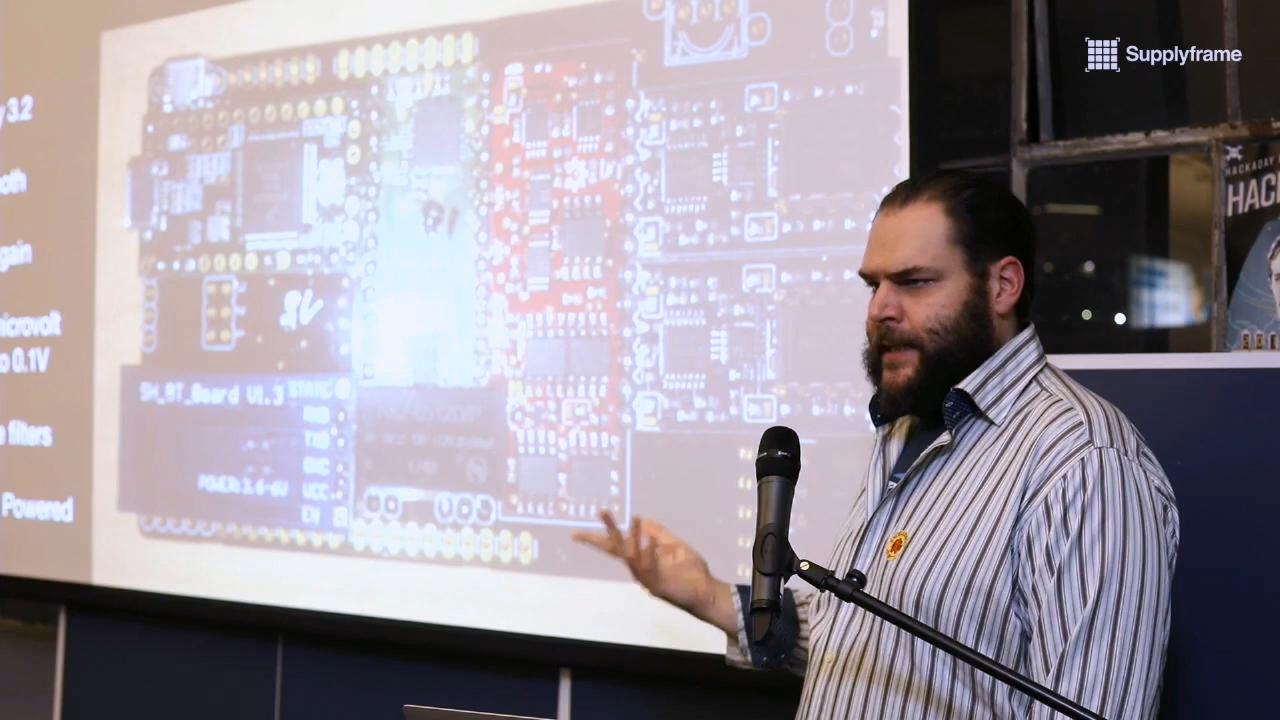 Supplyframe
HACKADAY
HAC
y 3.2
oth
gain
microvolt
o 0.1V
filters
Powered
SH_BT_Board V1.3
STATE
RXD
TXD
GND
VCC
EN
POWER:3.6-6V